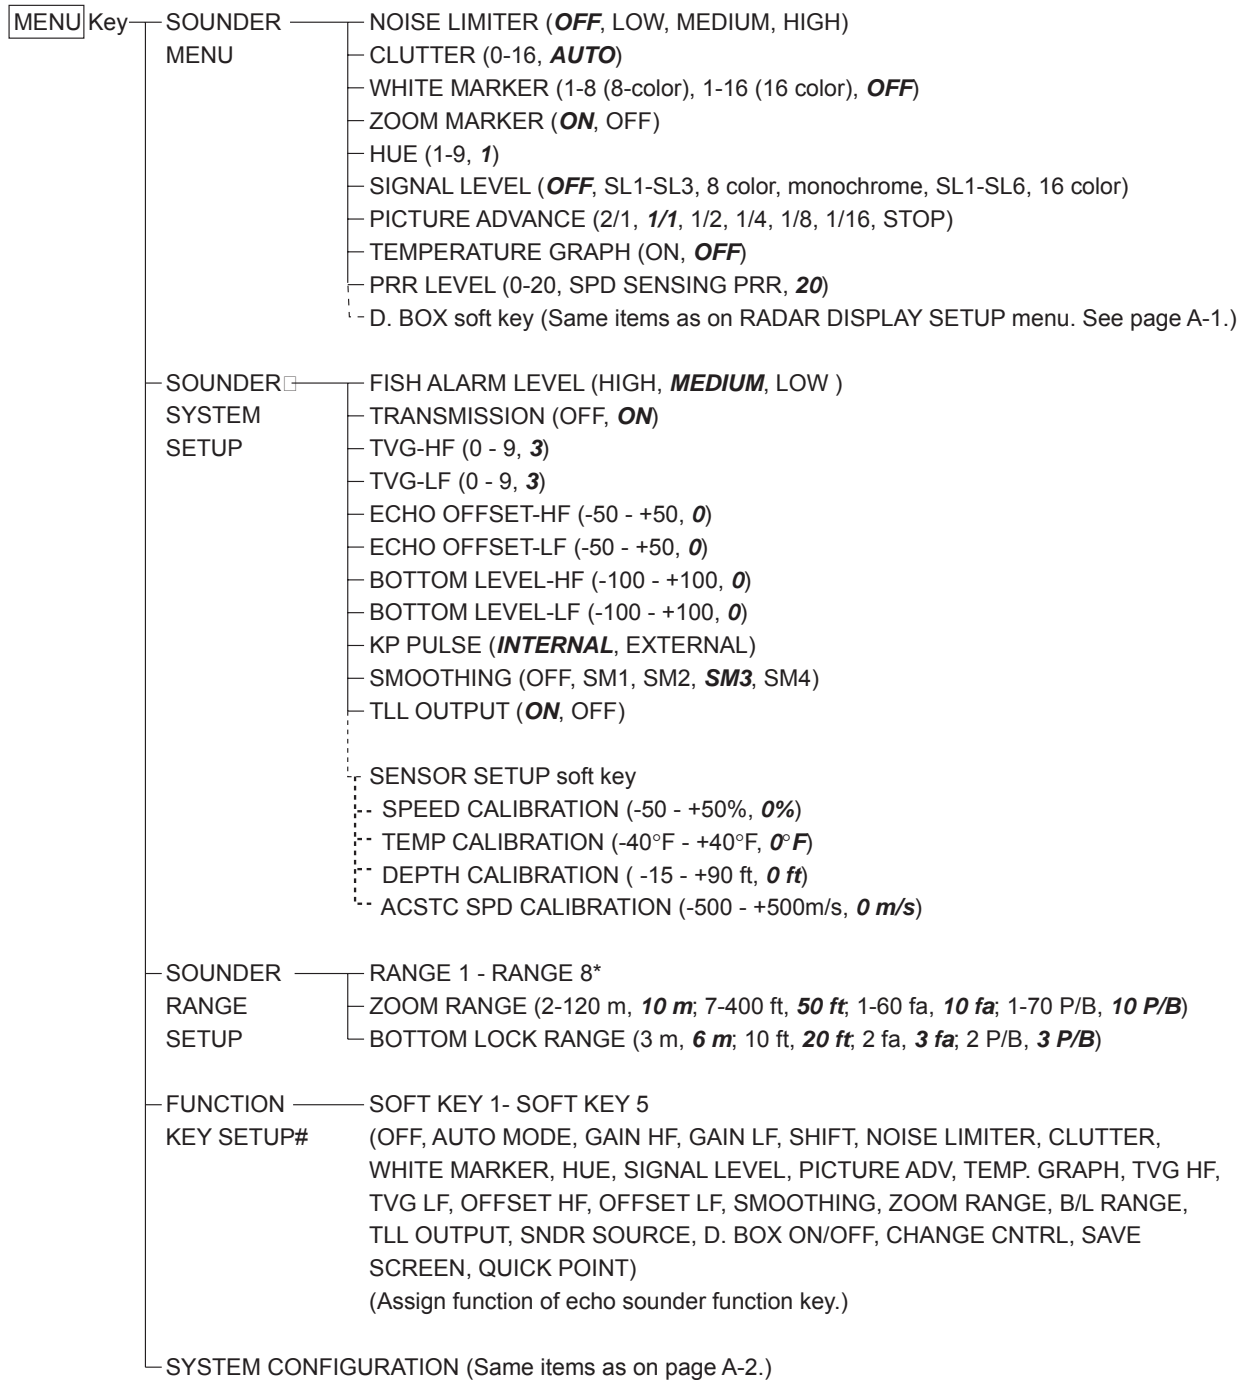 MENU Key SOUNDER NOISE LIMITER (OFF, LOW, MEDIUM, HIGH)
MENU CLUTTER (0-16, AUTO)
WHITE MARKER (1-8 (8-color), 1-16 (16 color), OFF)
ZOOM MARKER (ON, OFF)
HUE (1-9, 1)
SIGNAL LEVEL (OFF, SL1-SL3, 8 color, monochrome, SL1-SL6, 16 color)
PICTURE ADVANCE (2/1, 1/1, 1/2, 1/4, 1/8, 1/16, STOP)
TEMPERATURE GRAPH (ON, OFF)
PRR LEVEL (0-20, SPD SENSING PRR, 20)
D. BOX soft key (Same items as on RADAR DISPLAY SETUP menu. See page A-1.)
SOUNDER FISH ALARM LEVEL (HIGH, MEDIUM, LOW )
SYSTEM TRANSMISSION (OFF, ON)
SETUP TVG-HF (0 - 9, 3)
TVG-LF (0 - 9, 3)
ECHO OFFSET-HF (-50 - +50, 0)
ECHO OFFSET-LF (-50 - +50, 0)
BOTTOM LEVEL-HF (-100 - +100, 0)
BOTTOM LEVEL-LF (-100 - +100, 0)
KP PULSE (INTERNAL, EXTERNAL)
SMOOTHING (OFF, SM1, SM2, SM3, SM4)
TLL OUTPUT (ON, OFF)
SENSOR SETUP soft key
SPEED CALIBRATION (-50 - +50%, 0%)
TEMP CALIBRATION (-40°F - +40°F, 0°F)
DEPTH CALIBRATION ( -15 - +90 ft, 0 ft)
ACSTC SPD CALIBRATION (-500 - +500m/s, 0 m/s)
SOUNDER RANGE 1 - RANGE 8*
RANGE ZOOM RANGE (2-120 m, 10 m; 7-400 ft, 50 ft; 1-60 fa, 10 fa; 1-70 P/B, 10 P/B)
SETUP BOTTOM LOCK RANGE (3 m, 6 m; 10 ft, 20 ft; 2 fa, 3 fa; 2 P/B, 3 P/B)
FUNCTION SOFT KEY 1- SOFT KEY 5
KEY SETUP# (OFF, AUTO MODE, GAIN HF, GAIN LF, SHIFT, NOISE LIMITER, CLUTTER,
WHITE MARKER, HUE, SIGNAL LEVEL, PICTURE ADV, TEMP. GRAPH, TVG HF,
TVG LF, OFFSET HF, OFFSET LF, SMOOTHING, ZOOM RANGE, B/L RANGE,
TLL OUTPUT, SNDR SOURCE, D. BOX ON/OFF, CHANGE CNTRL, SAVE
SCREEN, QUICK POINT)
(Assign function of echo sounder function key.)
SYSTEM CONFIGURATION (Same items as on page A-2.)